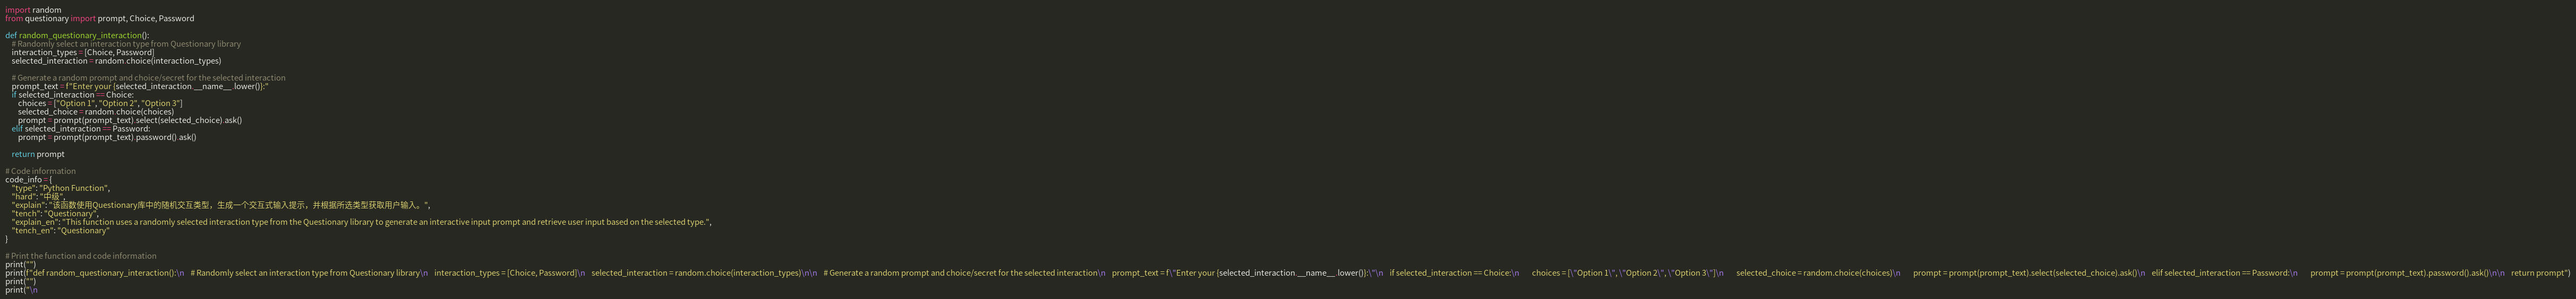 import random
from questionary import prompt, Choice, Password

def random_questionary_interaction():
    # Randomly select an interaction type from Questionary library
    interaction_types = [Choice, Password]
    selected_interaction = random.choice(interaction_types)

    # Generate a random prompt and choice/secret for the selected interaction
    prompt_text = f"Enter your {selected_interaction.__name__.lower()}:"
    if selected_interaction == Choice:
        choices = ["Option 1", "Option 2", "Option 3"]
        selected_choice = random.choice(choices)
        prompt = prompt(prompt_text).select(selected_choice).ask()
    elif selected_interaction == Password:
        prompt = prompt(prompt_text).password().ask()

    return prompt

# Code information
code_info = {
    "type": "Python Function",
    "hard": "中级",
    "explain": "该函数使用Questionary库中的随机交互类型，生成一个交互式输入提示，并根据所选类型获取用户输入。",
    "tench": "Questionary",
    "explain_en": "This function uses a randomly selected interaction type from the Questionary library to generate an interactive input prompt and retrieve user input based on the selected type.",
    "tench_en": "Questionary"
}

# Print the function and code information
print("")
print(f"def random_questionary_interaction():\n    # Randomly select an interaction type from Questionary library\n    interaction_types = [Choice, Password]\n    selected_interaction = random.choice(interaction_types)\n\n    # Generate a random prompt and choice/secret for the selected interaction\n    prompt_text = f\"Enter your {selected_interaction.__name__.lower()}:\"\n    if selected_interaction == Choice:\n        choices = [\"Option 1\", \"Option 2\", \"Option 3\"]\n        selected_choice = random.choice(choices)\n        prompt = prompt(prompt_text).select(selected_choice).ask()\n    elif selected_interaction == Password:\n        prompt = prompt(prompt_text).password().ask()\n\n    return prompt")
print("")
print("\n